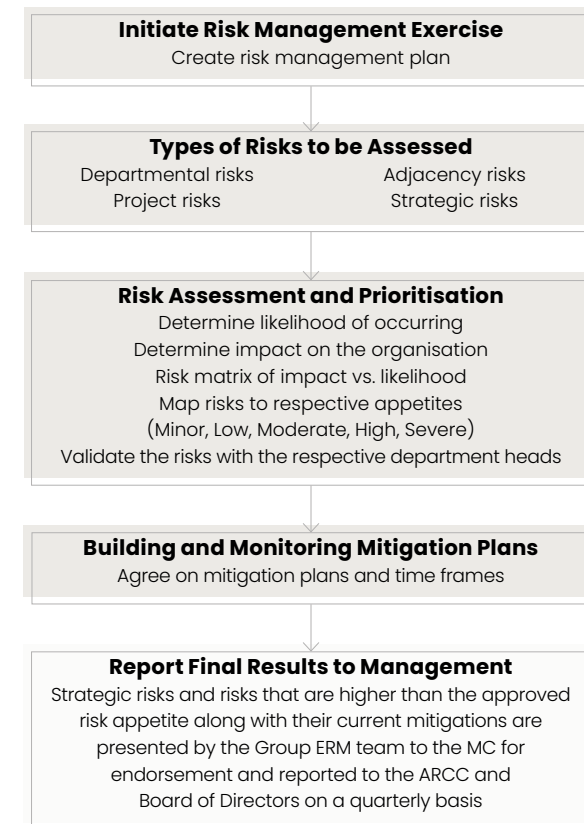 Initiate Risk Management Exercise
Create risk management plan
Types of Risks to be Assessed
Departmental risks
Adjacency risks
Project risks
Strategic risks
Risk Assessment and Prioritisation
Determine likelihood of occurring
Determine impact on the organisation
Risk matrix of impact vs. likelihood
Map risks to respective appetites
(Minor, Low, Moderate, High, Severe)
Validate the risks with the respective department heads
Building and Monitoring Mitigation Plans
Agree on mitigation plans and time frames
Report Final Results to Management
Strategic risks and risks that are higher than the approved
risk appetite along with their current mitigations are
presented by the Group ERM team to the MC for
endorsement and reported to the ARCC and
Board of Directors on a quarterly basis